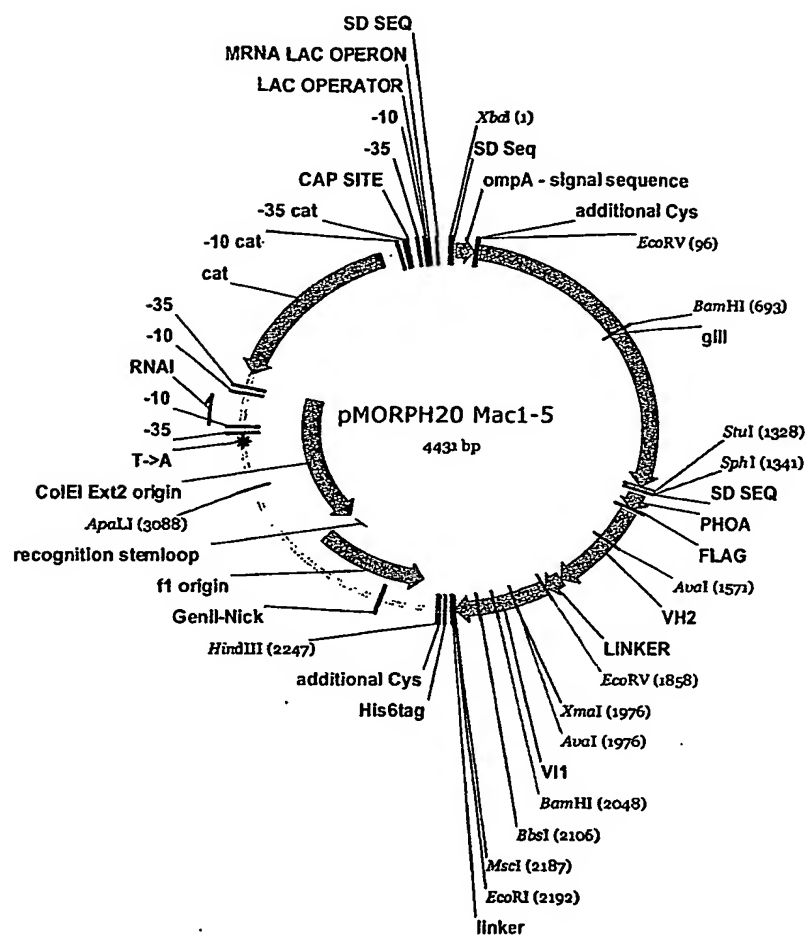 SD SEQ
MRNA LAC OPERON
LAC OPERATOR
-10
-35
CAP SITE
-35 cat
-10 cat
cat
-35
-10
RNAI
-10
-35
T->A
ColEI Ext2 origin
ApaLI (3088)
recognition stemloop
f1 origin
GenII-Nick
HindIII (2247)
additional Cys
His6tag
XbaI (1)
SD Seq
ompA - signal sequence
additional Cys
EcoRV (96)
BamHI (693)
gIII
pMORPH20 Mac1-5
4431 bp
StuI (1328)
SphI (1341)
SD SEQ
PHOA
FLAG
AvaI (1571)
VH2
LINKER
EcoRV (1858)
XmaI (1976)
AvaI (1976)
Vl1
BamHI (2048)
BbsI (2106)
MscI (2187)
EcoRI (2192)
linker